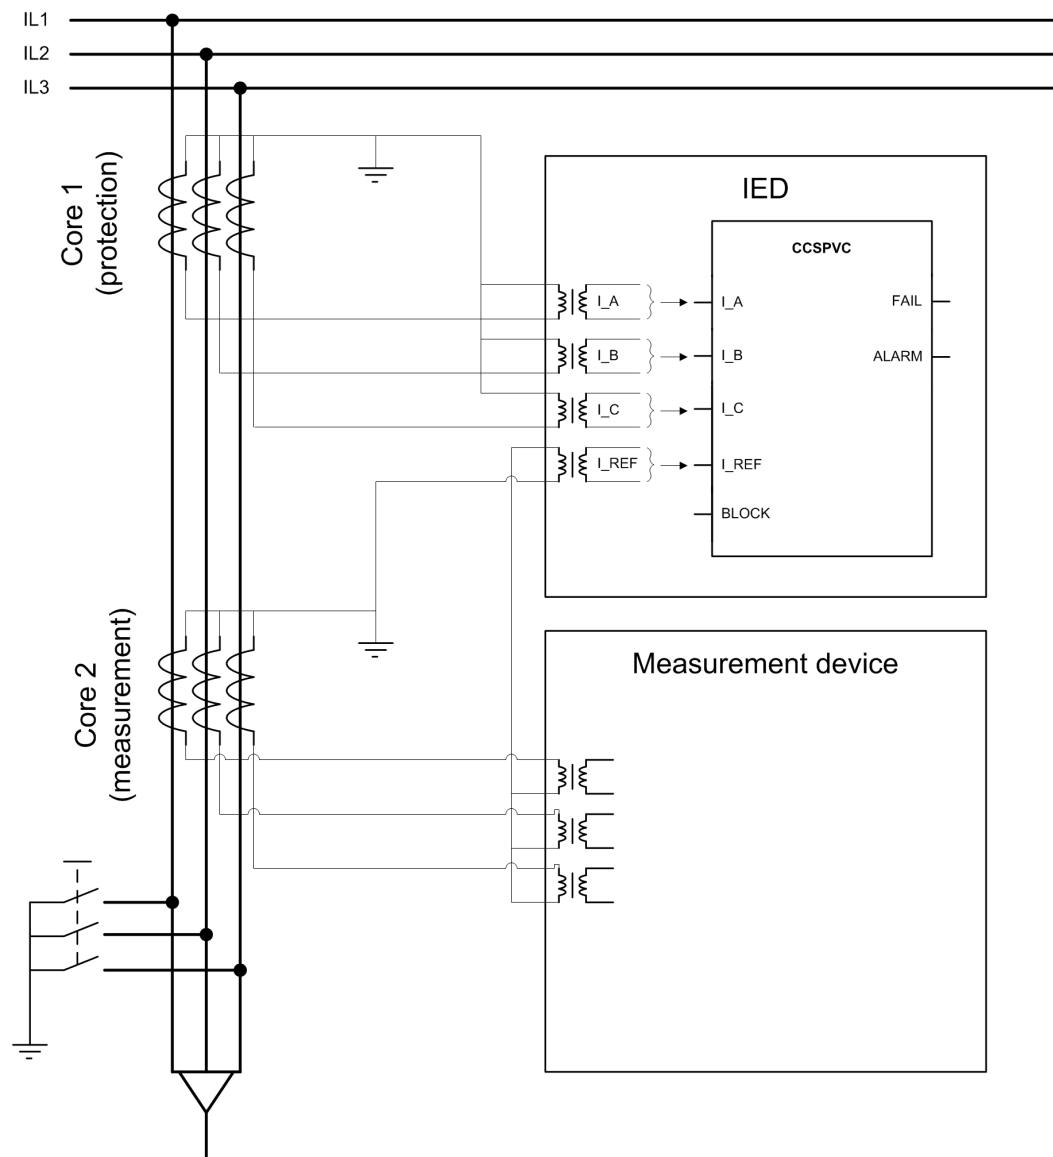 IL1
IL2
IL3
Core 1
(protection)
IED
CCSPVC
I_A
I_A
FAIL
I_B
I_B
ALARM
I_C
I_C
I_REF
I_REF
BLOCK
Core 2
(measurement)
Measurement device